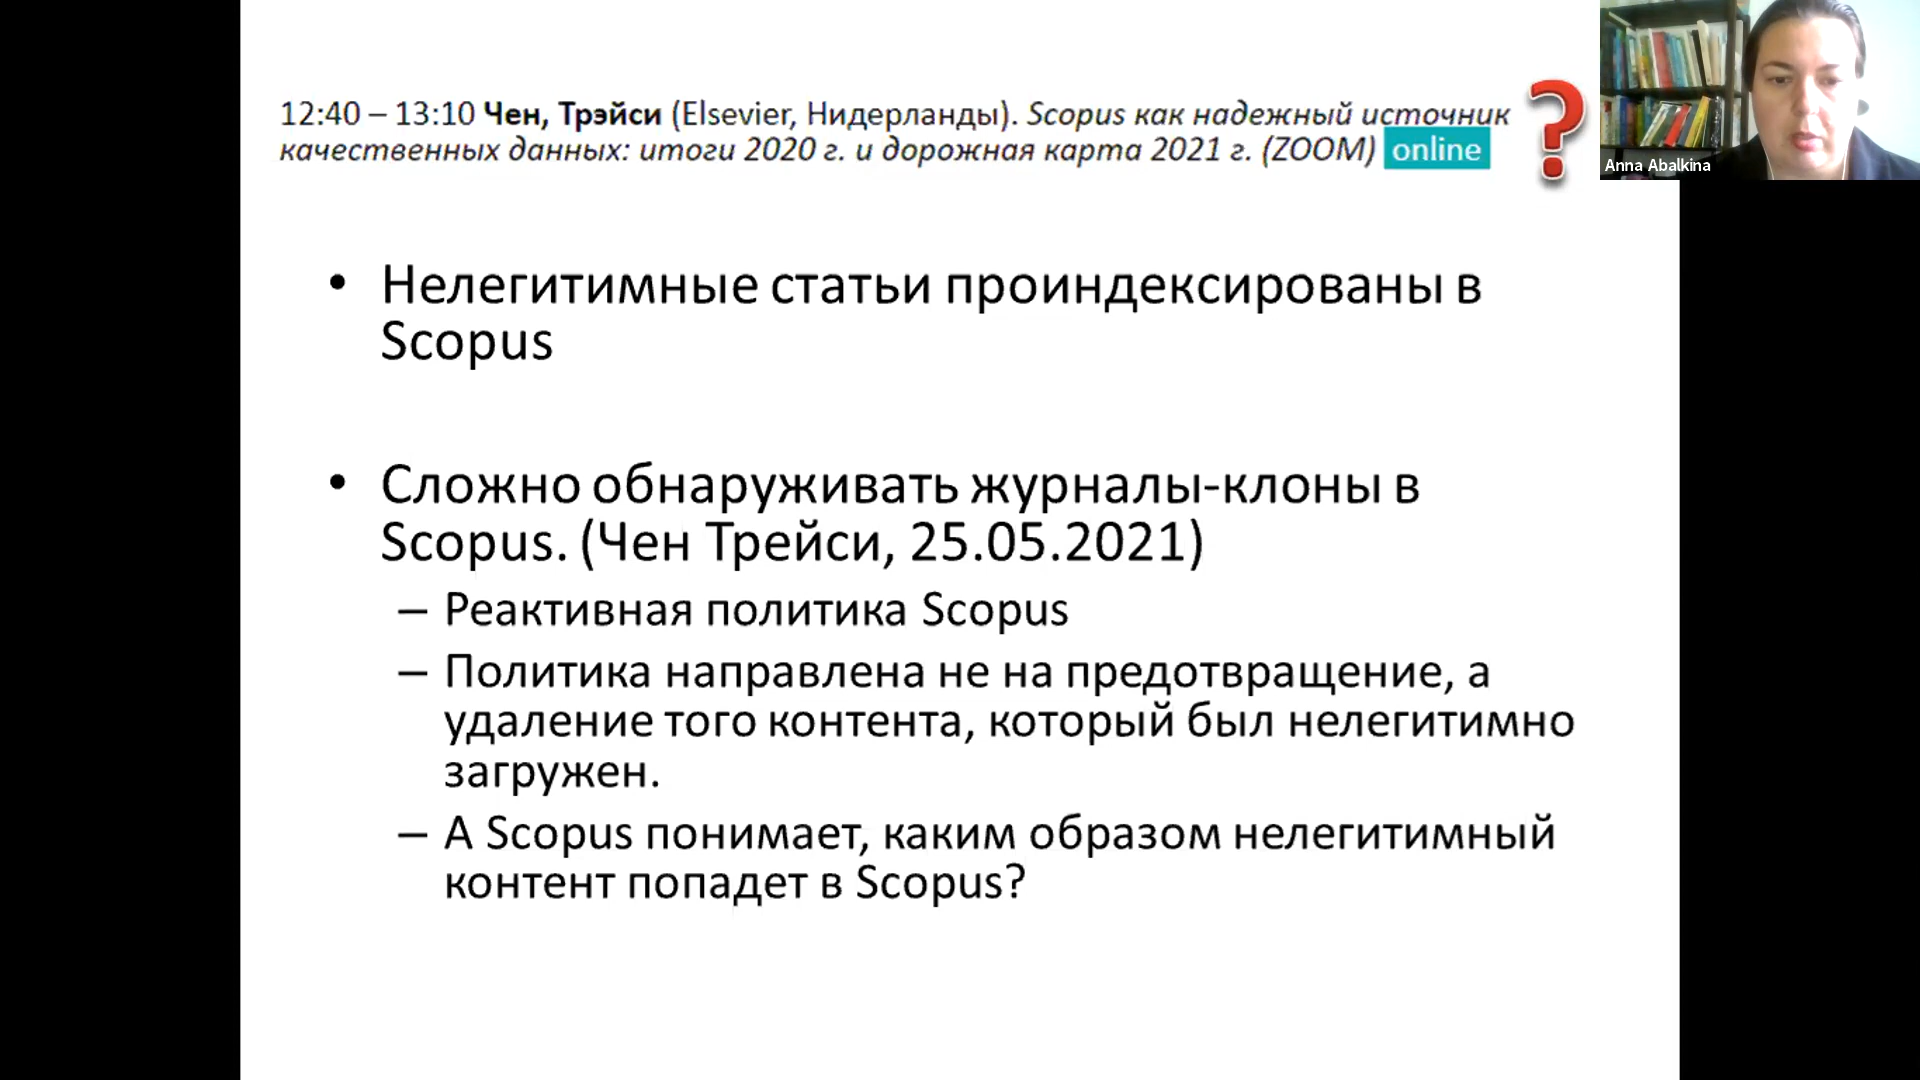 12:40 – 13:10 Чен, Трэйси (Elsevier, Нидерланды). Scopus как надежный источник
качественных данных: итоги 2020 г. и дорожная карта 2021 г. (ZOOM) online
?
Anna Abalkina
• Нелегитимные статьи проиндексированы в
Scopus
• Сложно обнаруживать журналы-клоны в
Scopus. (Чен Трейси, 25.05.2021)
– Реактивная политика Scopus
– Политика направлена не на предотвращение, а
удаление того контента, который был нелегитимно
загружен.
– А Scopus понимает, каким образом нелегитимный
контент попадет в Scopus?